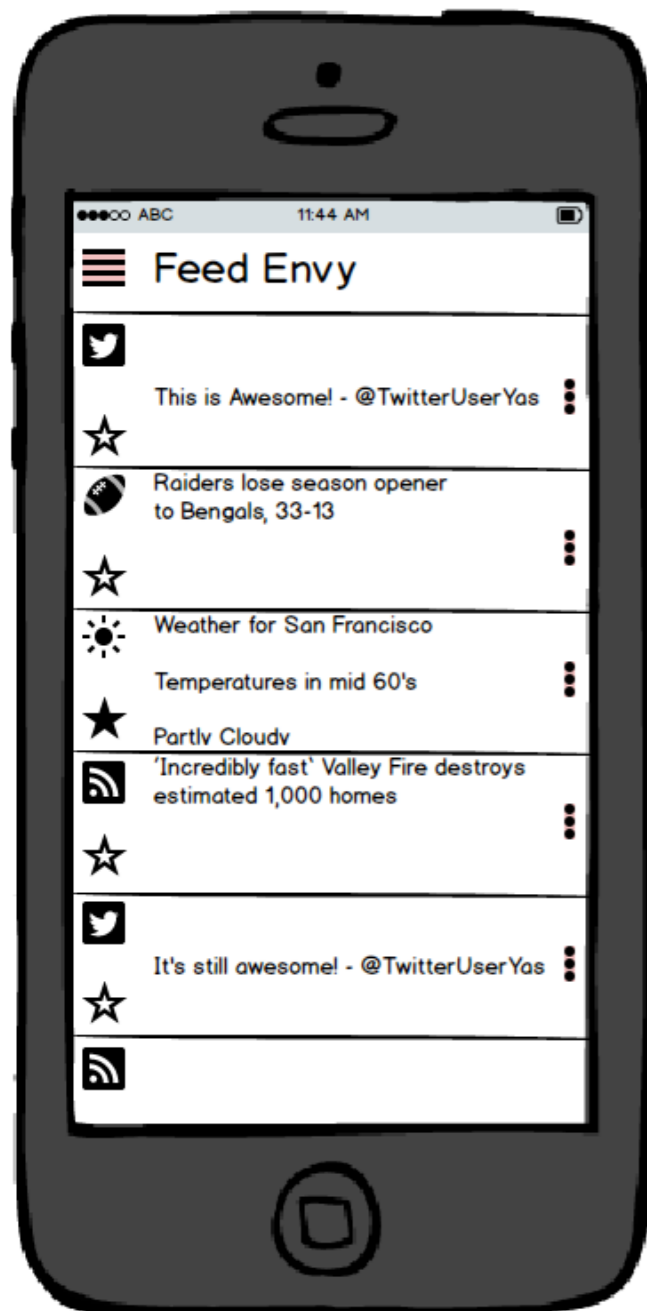 ABC 11:44 AM
Feed Envy
This is Awesome! - @TwitterUserYas
Raiders lose season opener
to Bengals, 33-13
Weather for San Francisco
Temperatures in mid 60's
Partly Cloudy
´Incredibly fast` Valley Fire destroys
estimated 1,000 homes
It's still awesome! - @TwitterUserYas